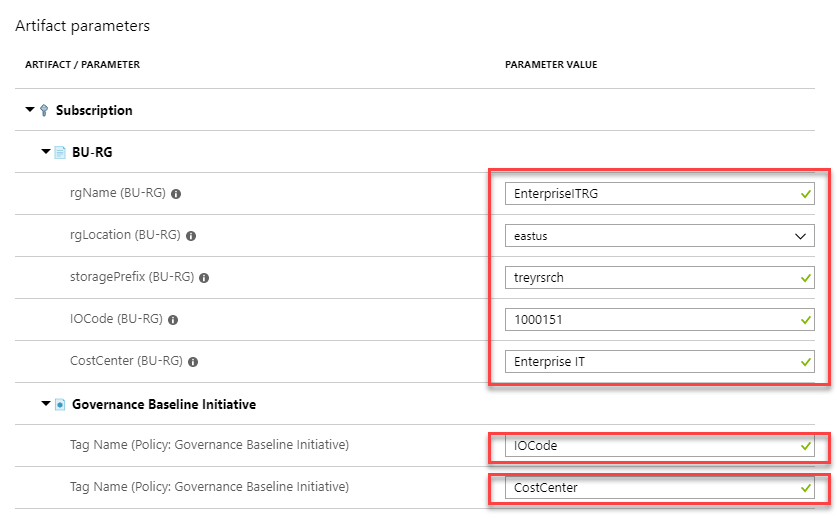 Artifact parameters
ARTIFACT / PARAMETER PARAMETER VALUE
Subscription
BU-RG
rgName (BU-RG) EnterpriseITRG
rgLocation (BU-RG) eastus
storagePrefix (BU-RG) treyrsrch
IOCode (BU-RG) 1000151
CostCenter (BU-RG) Enterprise IT
Governance Baseline Initiative
Tag Name (Policy: Governance Baseline Initiative) IOCode
Tag Name (Policy: Governance Baseline Initiative) CostCenter